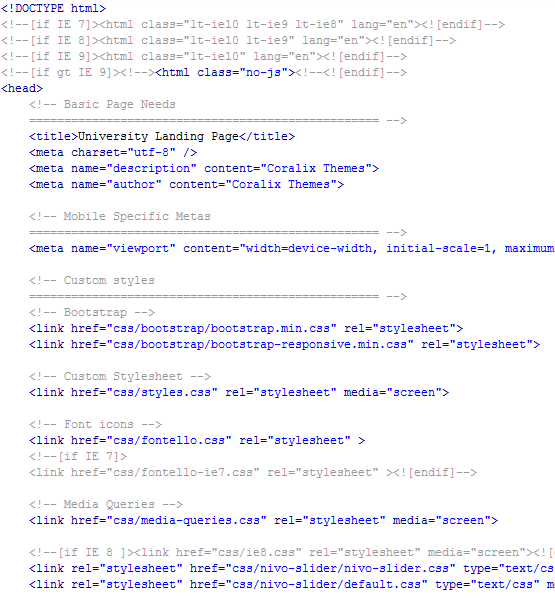 <!DOCTYPE html>
<!--[if IE 7]><html class="lt-ie10 lt-ie9 lt-ie8" lang="en"><![endif]-->
<!--[if IE 8]><html class="lt-ie10 lt-ie9" lang="en"><![endif]-->
<!--[if IE 9]><html class="lt-ie10" lang="en"><![endif]-->
<!--[if gt IE 9]><!--><html class="no-js"><!--<![endif]-->
<head>
    <!-- Basic Page Needs
    ================================================== -->
    <title>University Landing Page</title>
    <meta charset="utf-8" />
    <meta name="description" content="Coralix Themes">
    <meta name="author" content="Coralix Themes">
    <!-- Mobile Specific Metas
    ================================================== -->
    <meta name="viewport" content="width=device-width, initial-scale=1, maximum
    <!-- Custom styles
    ================================================== -->
    <!-- Bootstrap -->
    <link href="css/bootstrap/bootstrap.min.css" rel="stylesheet">
    <link href="css/bootstrap/bootstrap-responsive.min.css" rel="stylesheet">
    <!-- Custom Stylesheet -->
    <link href="css/styles.css" rel="stylesheet" media="screen">
    <!-- Font icons -->
    <link href="css/fontello.css" rel="stylesheet" >
    <!--[if IE 7]>
    <link href="css/fontello-ie7.css" rel="stylesheet" ><![endif]-->
    <!-- Media Queries -->
    <link href="css/media-queries.css" rel="stylesheet" media="screen">
    <!--[if IE 8 ]><link href="css/ie8.css" rel="stylesheet" media="screen"><![
    <link rel="stylesheet" href="css/nivo-slider/nivo-slider.css" type="text/cs
    <link rel="stylesheet" href="css/nivo-slider/default.css" type="text/css" m